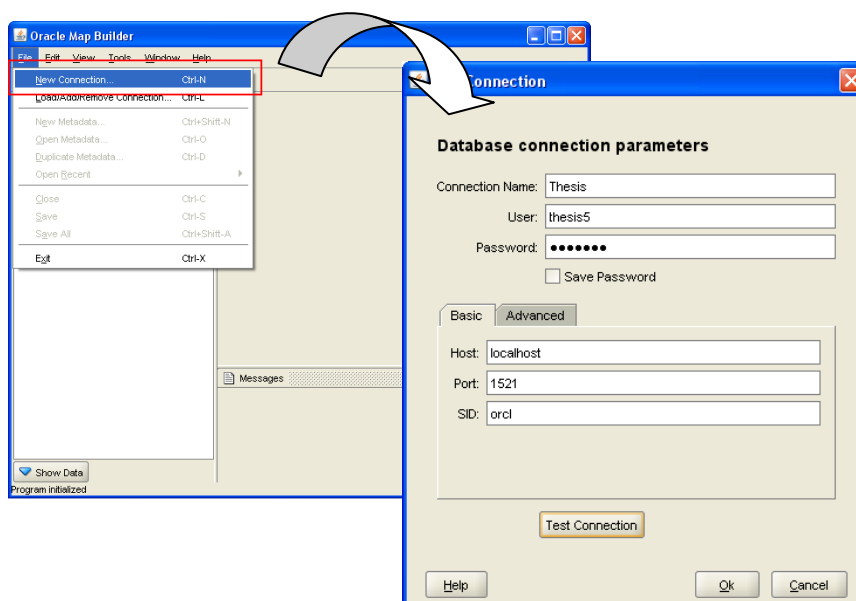 Oracle Map Builder
File Edit View Tools Window Help
New Connection... Ctrl-N
Load/Add/Remove Connection... Ctrl-L
New Metadata... Ctrl+Shift-N
Open Metadata... Ctrl-O
Duplicate Metadata... Ctrl-D
Open Recent
Close Ctrl-C
Save Ctrl-S
Save All Ctrl+Shift-A
Exit Ctrl-X
Messages
Show Data
Program initialized
Connection
Database connection parameters
Connection Name: Thesis
User: thesis5
Password: •••••••
Save Password
Basic Advanced
Host: localhost
Port: 1521
SID: orcl
Test Connection
Help Ok Cancel